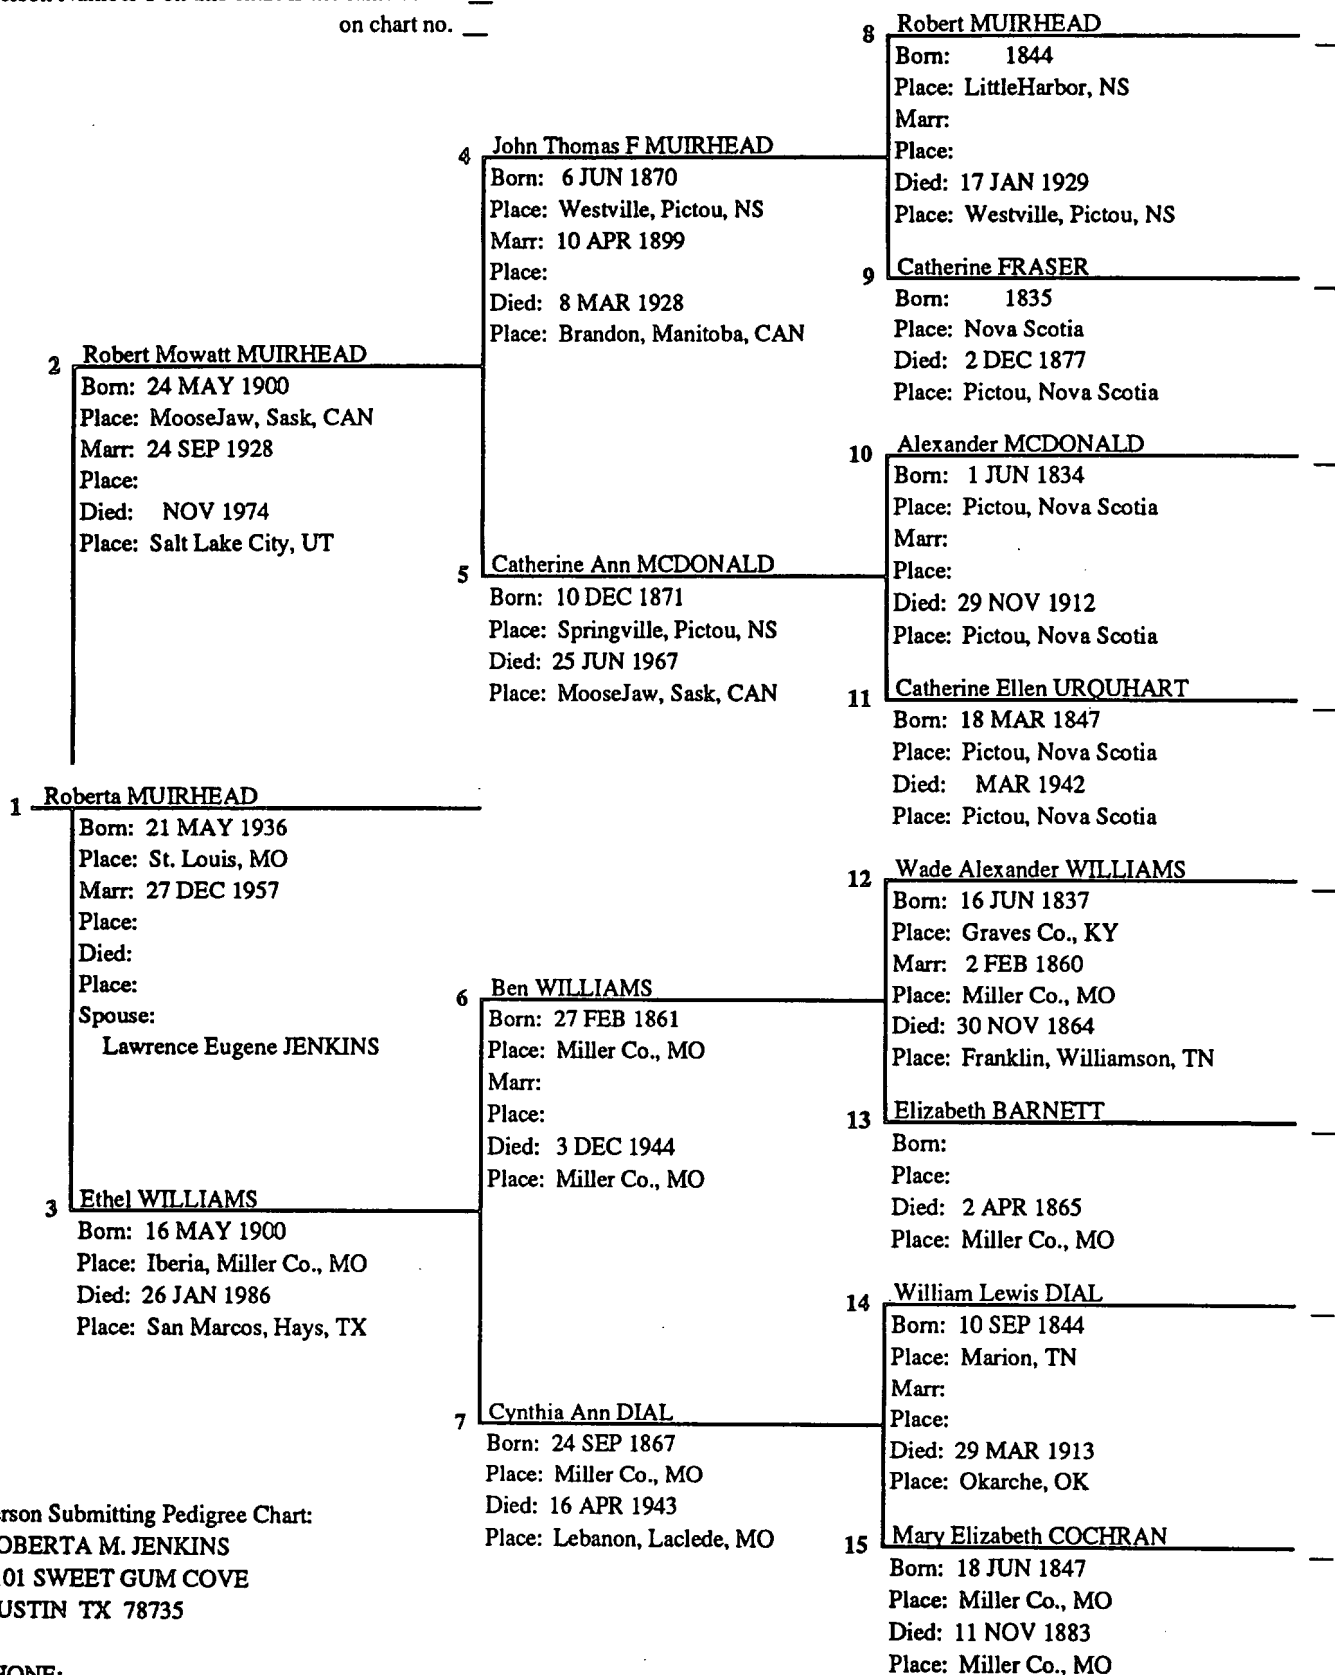 on chart no. __
8 Robert MUIRHEAD
Born: 1844
Place: LittleHarbor, NS
Marr:
Place:
Died: 17 JAN 1929
Place: Westville, Pictou, NS
4 John Thomas F MUIRHEAD
Born: 6 JUN 1870
Place: Westville, Pictou, NS
Marr: 10 APR 1899
Place:
Died: 8 MAR 1928
Place: Brandon, Manitoba, CAN
9 Catherine FRASER
Born: 1835
Place: Nova Scotia
Died: 2 DEC 1877
Place: Pictou, Nova Scotia
2 Robert Mowatt MUIRHEAD
Born: 24 MAY 1900
Place: MooseJaw, Sask, CAN
Marr: 24 SEP 1928
Place:
Died: NOV 1974
Place: Salt Lake City, UT
10 Alexander MCDONALD
Born: 1 JUN 1834
Place: Pictou, Nova Scotia
Marr:
Place:
Died: 29 NOV 1912
Place: Pictou, Nova Scotia
5 Catherine Ann MCDONALD
Born: 10 DEC 1871
Place: Springville, Pictou, NS
Died: 25 JUN 1967
Place: MooseJaw, Sask, CAN
11 Catherine Ellen URQUHART
Born: 18 MAR 1847
Place: Pictou, Nova Scotia
Died: MAR 1942
Place: Pictou, Nova Scotia
1 Roberta MUIRHEAD
Born: 21 MAY 1936
Place: St. Louis, MO
Marr: 27 DEC 1957
Place:
Died:
Place:
Spouse:
Lawrence Eugene JENKINS
12 Wade Alexander WILLIAMS
Born: 16 JUN 1837
Place: Graves Co., KY
Marr: 2 FEB 1860
Place: Miller Co., MO
Died: 30 NOV 1864
Place: Franklin, Williamson, TN
6 Ben WILLIAMS
Born: 27 FEB 1861
Place: Miller Co., MO
Marr:
Place:
Died: 3 DEC 1944
Place: Miller Co., MO
13 Elizabeth BARNETT
Born:
Place:
Died: 2 APR 1865
Place: Miller Co., MO
3 Ethel WILLIAMS
Born: 16 MAY 1900
Place: Iberia, Miller Co., MO
Died: 26 JAN 1986
Place: San Marcos, Hays, TX
14 William Lewis DIAL
Born: 10 SEP 1844
Place: Marion, TN
Marr:
Place:
Died: 29 MAR 1913
Place: Okarche, OK
7 Cynthia Ann DIAL
Born: 24 SEP 1867
Place: Miller Co., MO
Died: 16 APR 1943
Place: Lebanon, Laclede, MO
15 Mary Elizabeth COCHRAN
Born: 18 JUN 1847
Place: Miller Co., MO
Died: 11 NOV 1883
Place: Miller Co., MO
erson Submitting Pedigree Chart:
OBERTA M. JENKINS
01 SWEET GUM COVE
USTIN TX 78735
HONE: